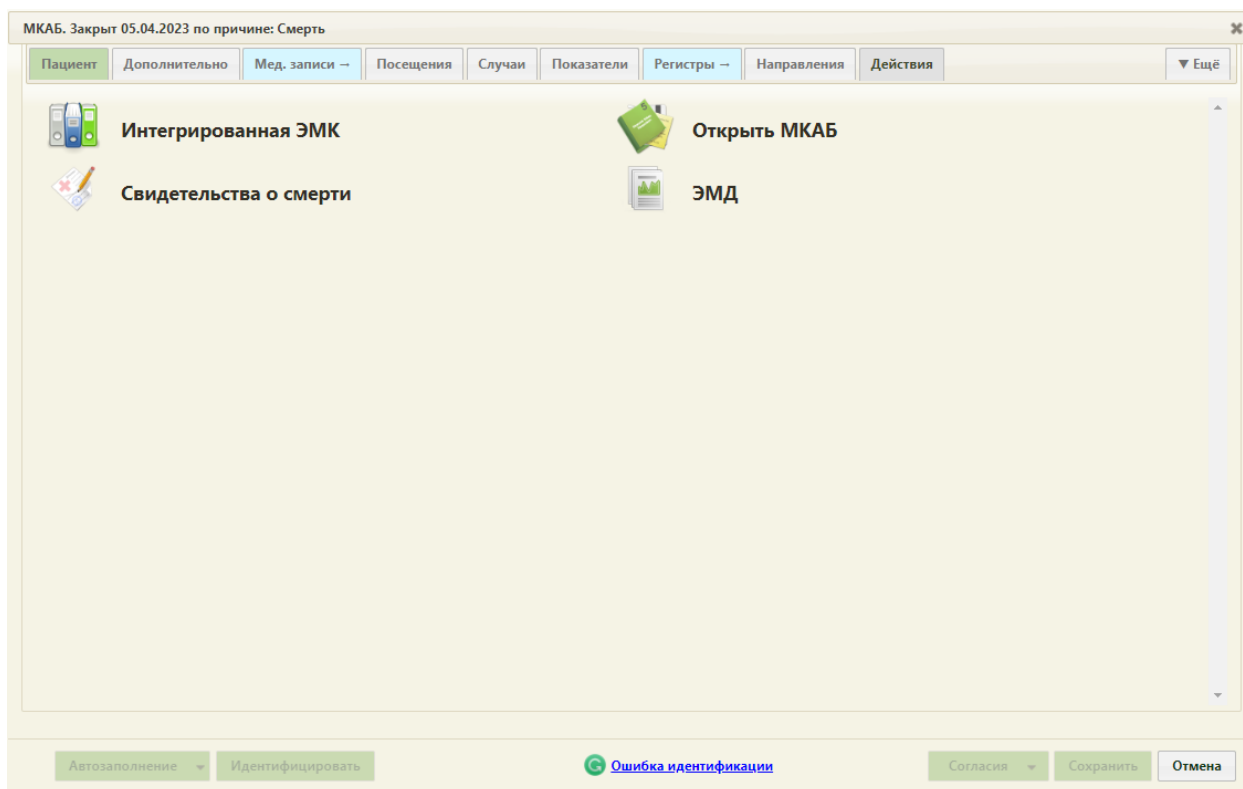 МКАБ. Закрыт 05.04.2023 по причине: Смерть
Пациент Дополнительно Мед. записи → Посещения Случаи Показатели Регистры → Направления Действия ▼ Ещё
Интегрированная ЭМК Открыть МКАБ
Свидетельства о смерти ЭМД
Автозаполнение Идентифицировать Ошибка идентификации Согласия Сохранить Отмена